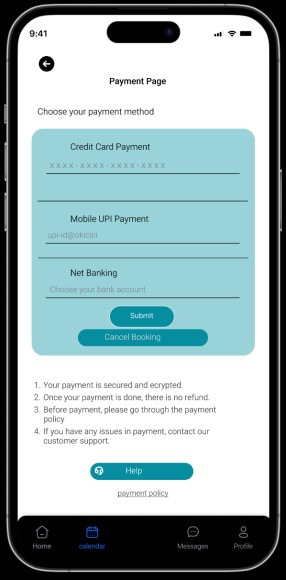 9:41
Payment Page
Choose your payment method
Credit Card Payment
xxxx-xxxx-xxxx-xxxx
Mobile UPI Payment
upi-id@okicici
Net Banking
Choose your bank account
Submit
Cancel Booking
1. Your payment is secured and ecrypted.
2. Once your payment is done, there is no refund.
3. Before payment, please go through the payment
policy
4. If you have any issues in payment, contact our
customer support.
Help
payment policy
Home calendar Messages Profile